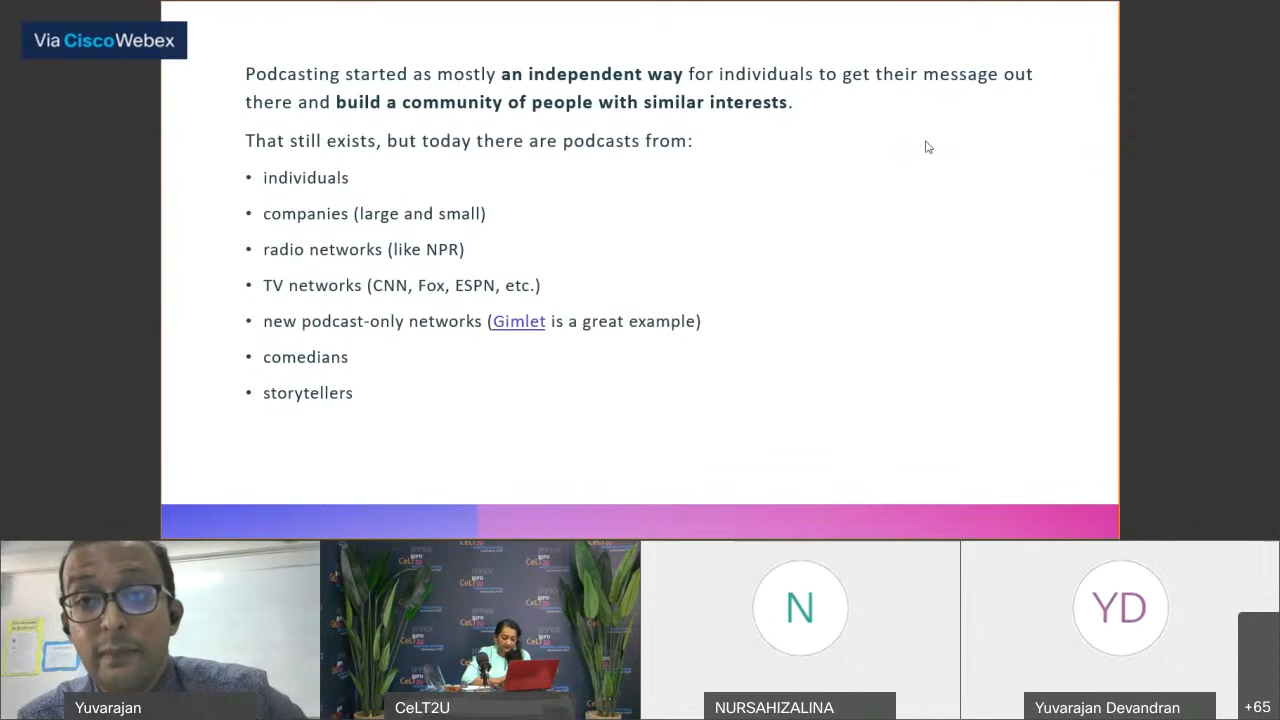 Via CiscoWebex
Podcasting started as mostly an independent way for individuals to get their message out
there and build a community of people with similar interests.
That still exists, but today there are podcasts from:
• individuals
• companies (large and small)
• radio networks (like NPR)
• TV networks (CNN, Fox, ESPN, etc.)
• new podcast-only networks (Gimlet is a great example)
• comedians
• storytellers
CeLT2U
N
YD
Yuvarajan
CeLT2U
NURSAHIZALINA
Yuvarajan Devandran
+65